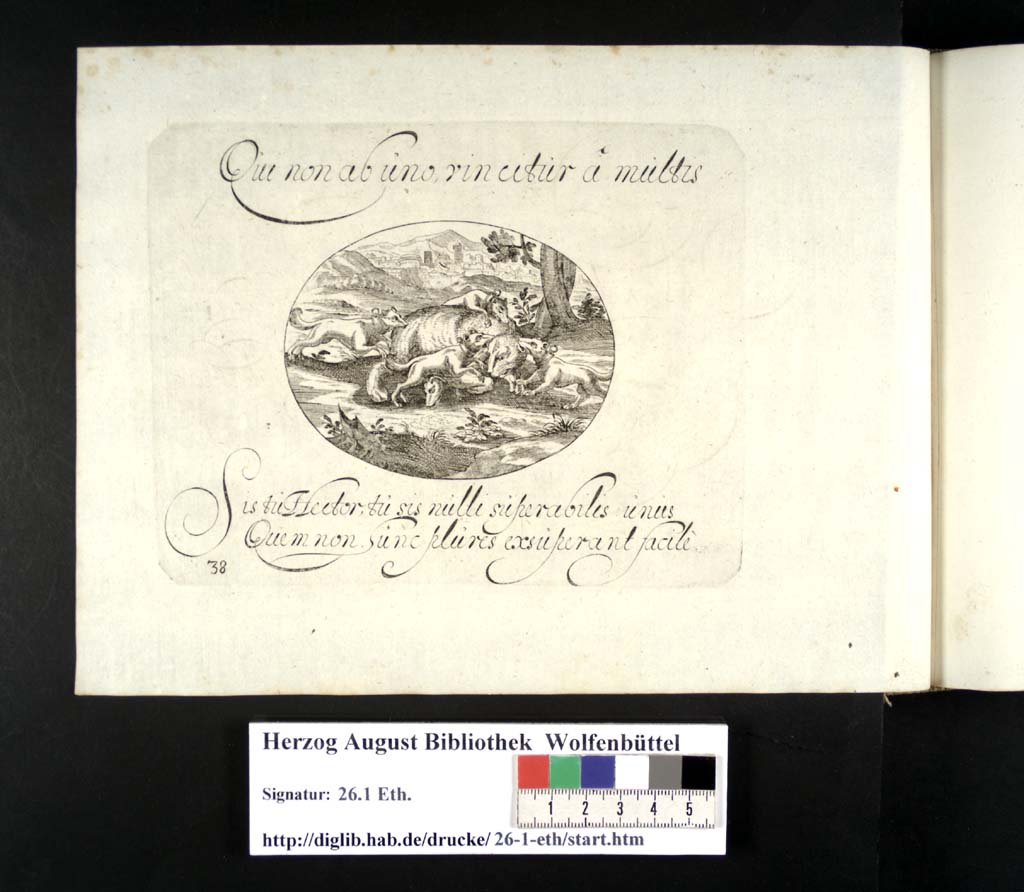 Qui non ab uno, vincitur â multis
Sis tu Hector, tu sis nulli superabilis unus
Quem non unc plures exsuperant facilè
38
Herzog August Bibliothek Wolfenbüttel
Signatur: 26.1 Eth.
1 2 3 4 5
http://diglib.hab.de/drucke/ 26-1-eth/start.htm